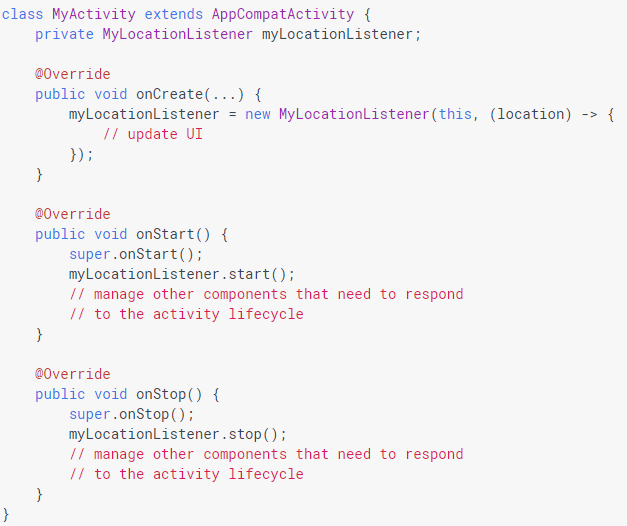 class MyActivity extends AppCompatActivity {
    private MyLocationListener myLocationListener;

    @Override
    public void onCreate(...) {
        myLocationListener = new MyLocationListener(this, (location) -> {
            // update UI
        });
    }

    @Override
    public void onStart() {
        super.onStart();
        myLocationListener.start();
        // manage other components that need to respond
        // to the activity lifecycle
    }

    @Override
    public void onStop() {
        super.onStop();
        myLocationListener.stop();
        // manage other components that need to respond
        // to the activity lifecycle
    }
}